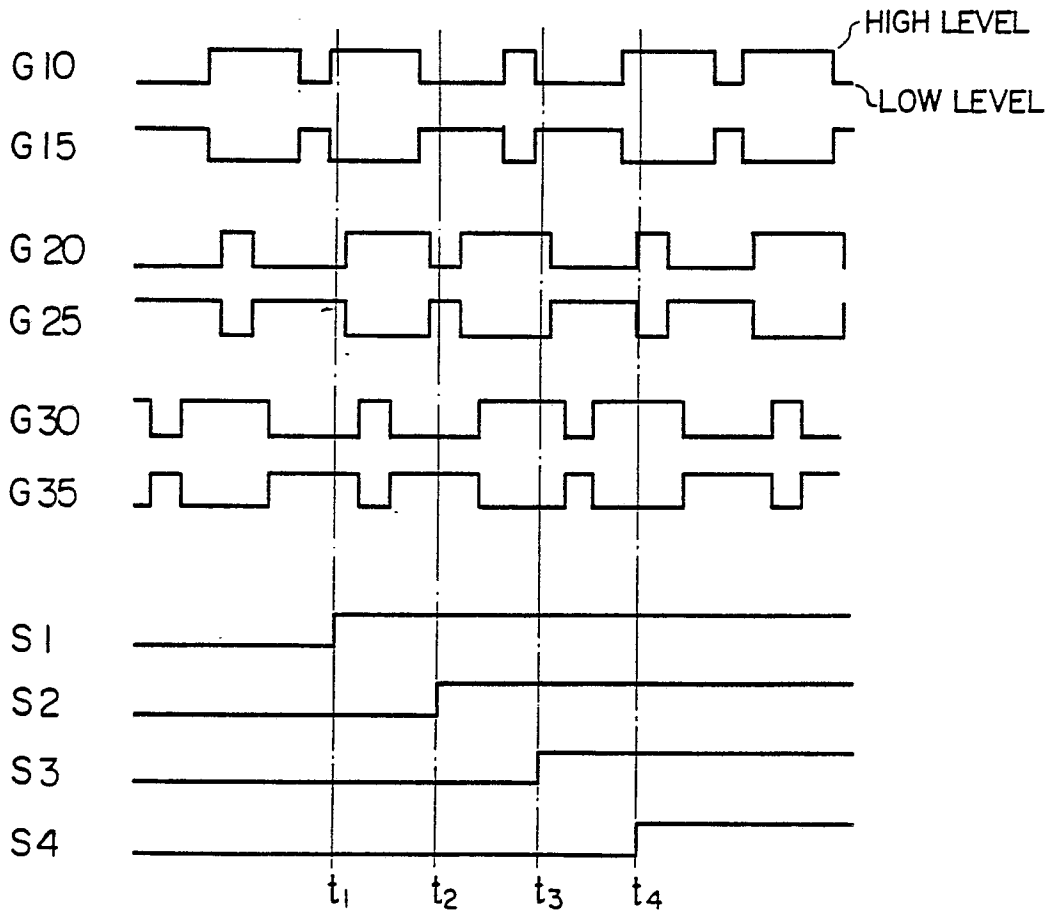 HIGH LEVEL
G10
LOW LEVEL
G15
G20
G25
G30
G35
S1
S2
S3
S4
t1 t2 t3 t4